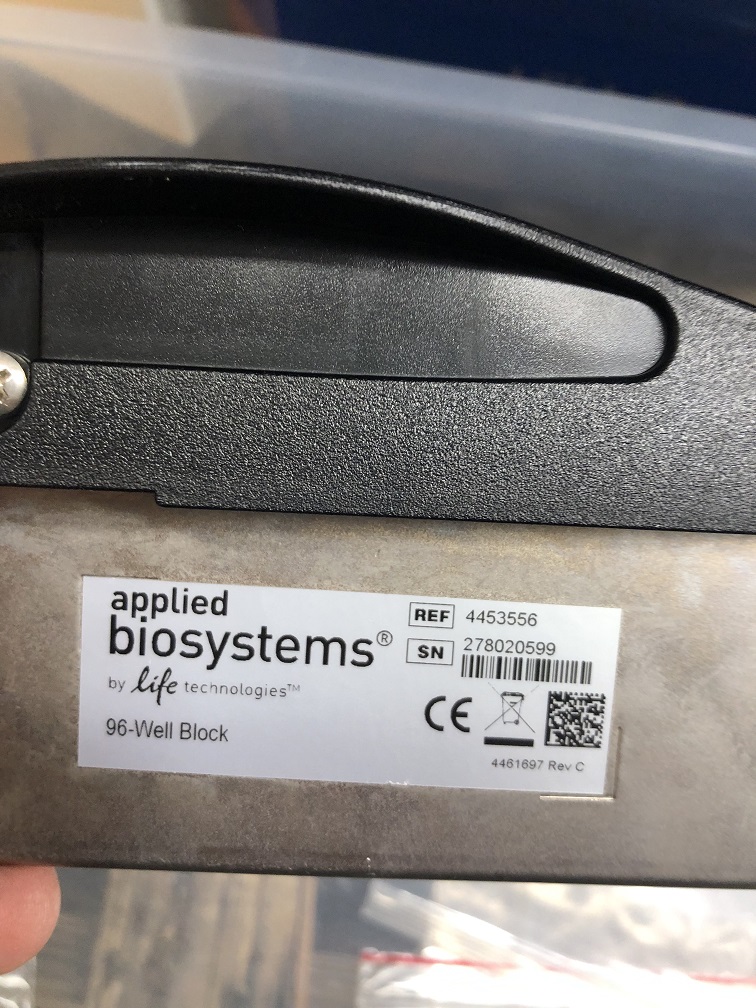 applied
biosystems®
by life technologies™
96-Well Block
REF 4453556
SN 278020599
CE
4461697 Rev C